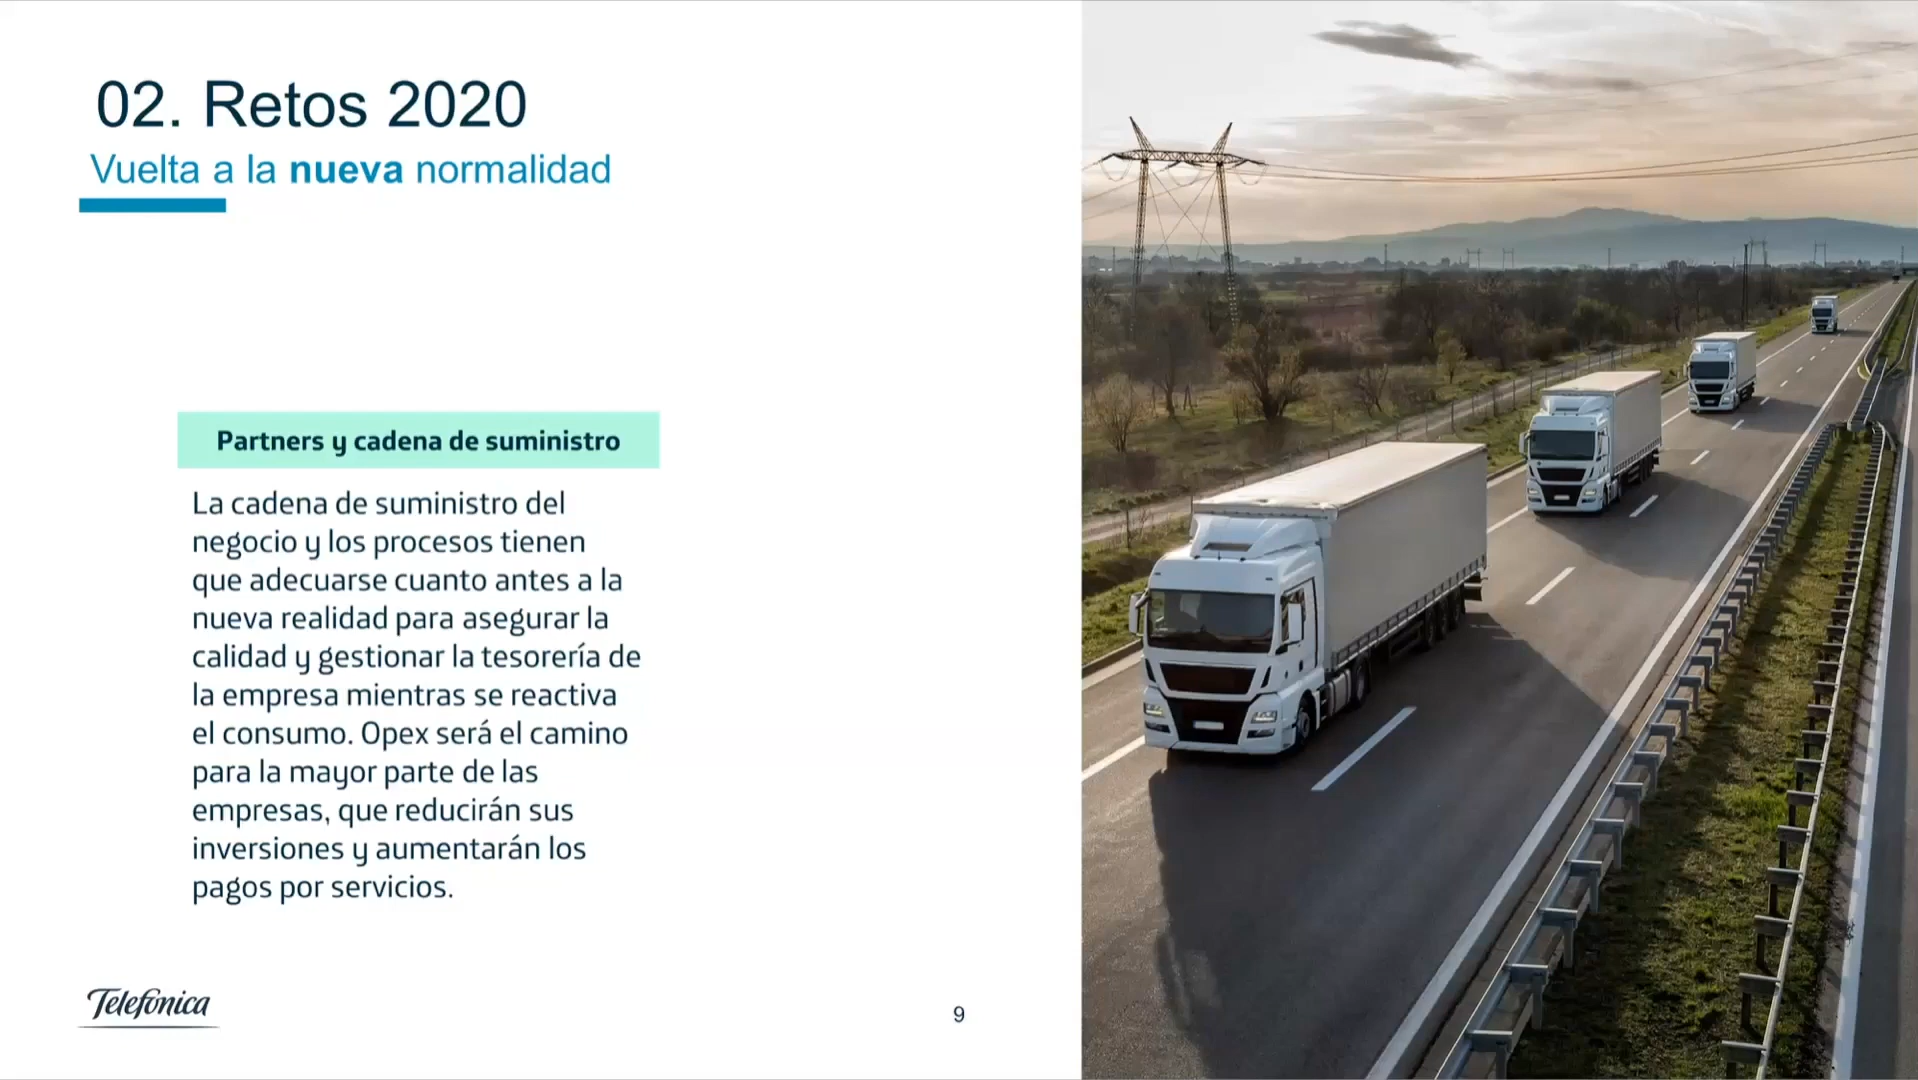 02. Retos 2020
Vuelta a la nueva normalidad
Partners y cadena de suministro
La cadena de suministro del
negocio y los procesos tienen
que adecuarse cuanto antes a la
nueva realidad para asegurar la
calidad y gestionar la tesorería de
la empresa mientras se reactiva
el consumo. Opex será el camino
para la mayor parte de las
empresas, que reducirán sus
inversiones y aumentarán los
pagos por servicios.
Telefónica
9